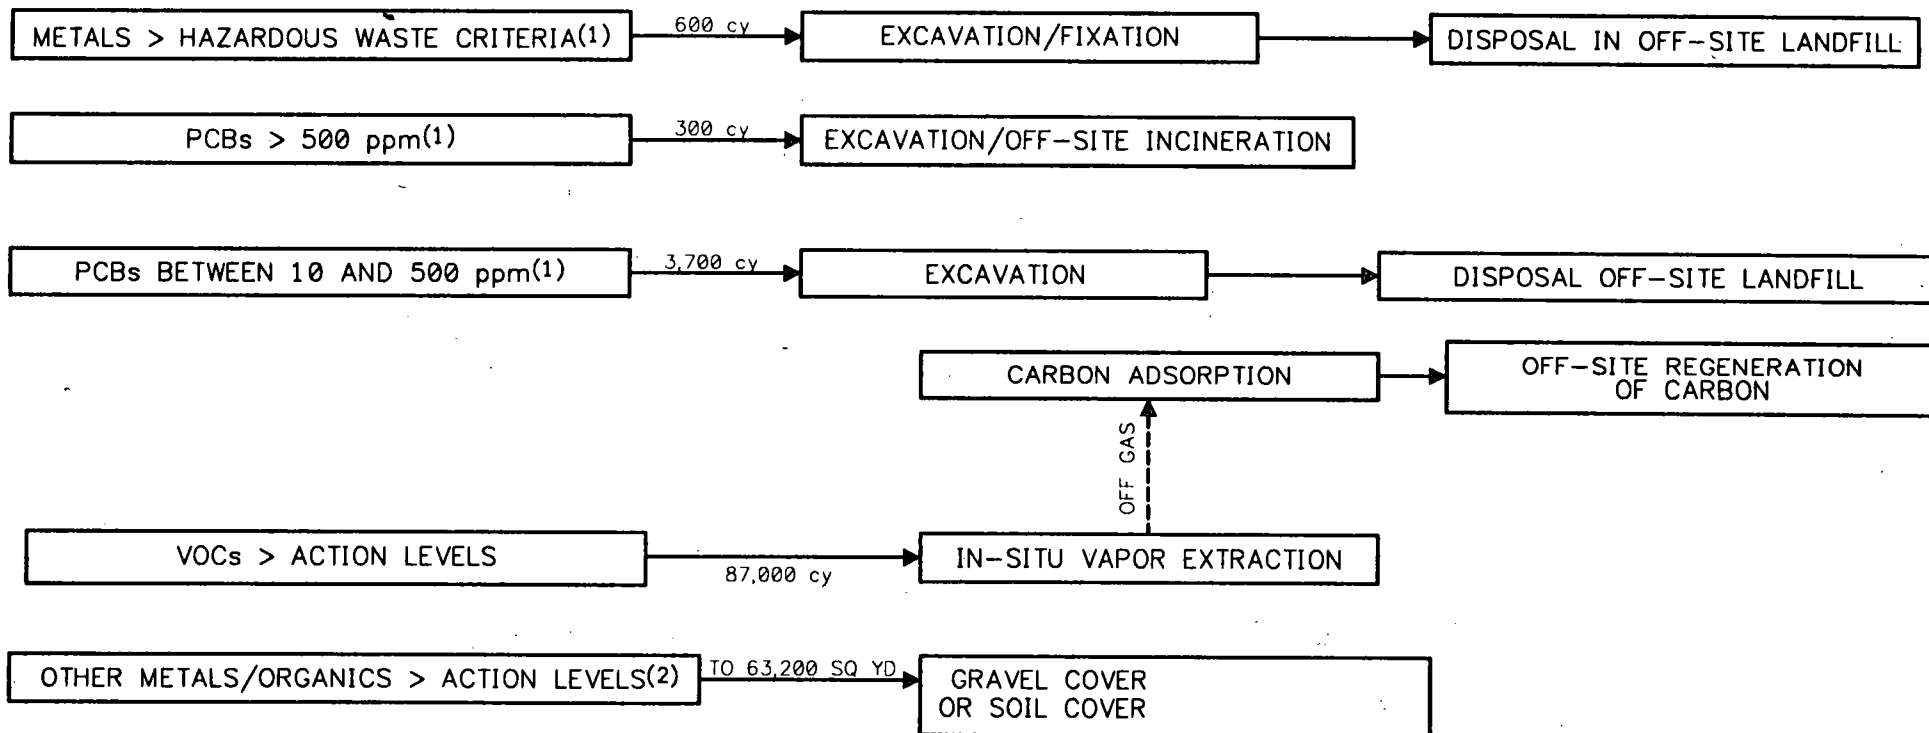 METALS > HAZARDOUS WASTE CRITERIA(1)
600 cy
EXCAVATION/FIXATION
DISPOSAL IN OFF-SITE LANDFILL
PCBs > 500 ppm(1)
300 cy
EXCAVATION/OFF-SITE INCINERATION
PCBs BETWEEN 10 AND 500 ppm(1)
3,700 cy
EXCAVATION
DISPOSAL OFF-SITE LANDFILL
CARBON ADSORPTION
OFF-SITE REGENERATION
OF CARBON
OFF GAS
VOCs > ACTION LEVELS
87,000 cy
IN-SITU VAPOR EXTRACTION
OTHER METALS/ORGANICS > ACTION LEVELS(2)
TO 63,200 SQ YD
GRAVEL COVER
OR SOIL COVER